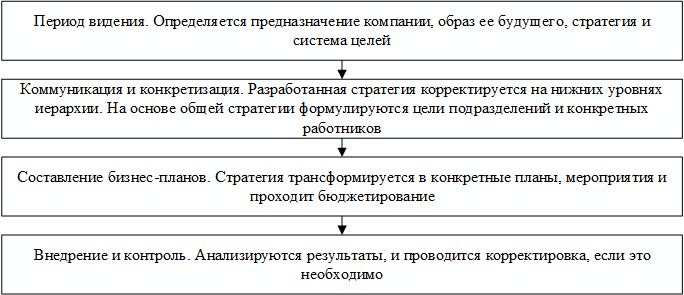 Период видения. Определяется предназначение компании, образ ее будущего, стратегия и
система целей
Коммуникация и конкретизация. Разработанная стратегия корректируется на нижних уровнях
иерархии. На основе общей стратегии формулируются цели подразделений и конкретных
работников
Составление бизнес-планов. Стратегия трансформируется в конкретные планы, мероприятия и
проходит бюджетирование
Внедрение и контроль. Анализируются результаты, и проводится корректировка, если это
необходимо